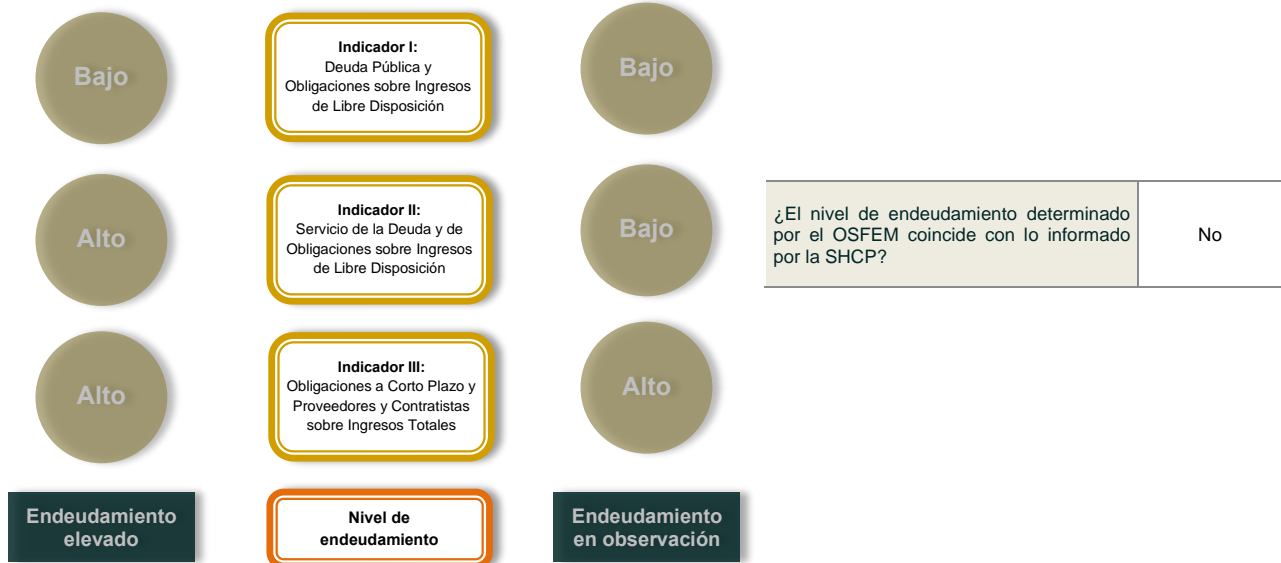 Bajo
Indicador I:
Deuda Pública y
Obligaciones sobre Ingresos
de Libre Disposición
Bajo
Alto
Indicador II:
Servicio de la Deuda y de
Obligaciones sobre Ingresos
de Libre Disposición
Bajo
¿El nivel de endeudamiento determinado
por el OSFEM coincide con lo informado
por la SHCP?
No
Alto
Indicador III:
Obligaciones a Corto Plazo y
Proveedores y Contratistas
sobre Ingresos Totales
Alto
Endeudamiento
elevado
Nivel de
endeudamiento
Endeudamiento
en observación